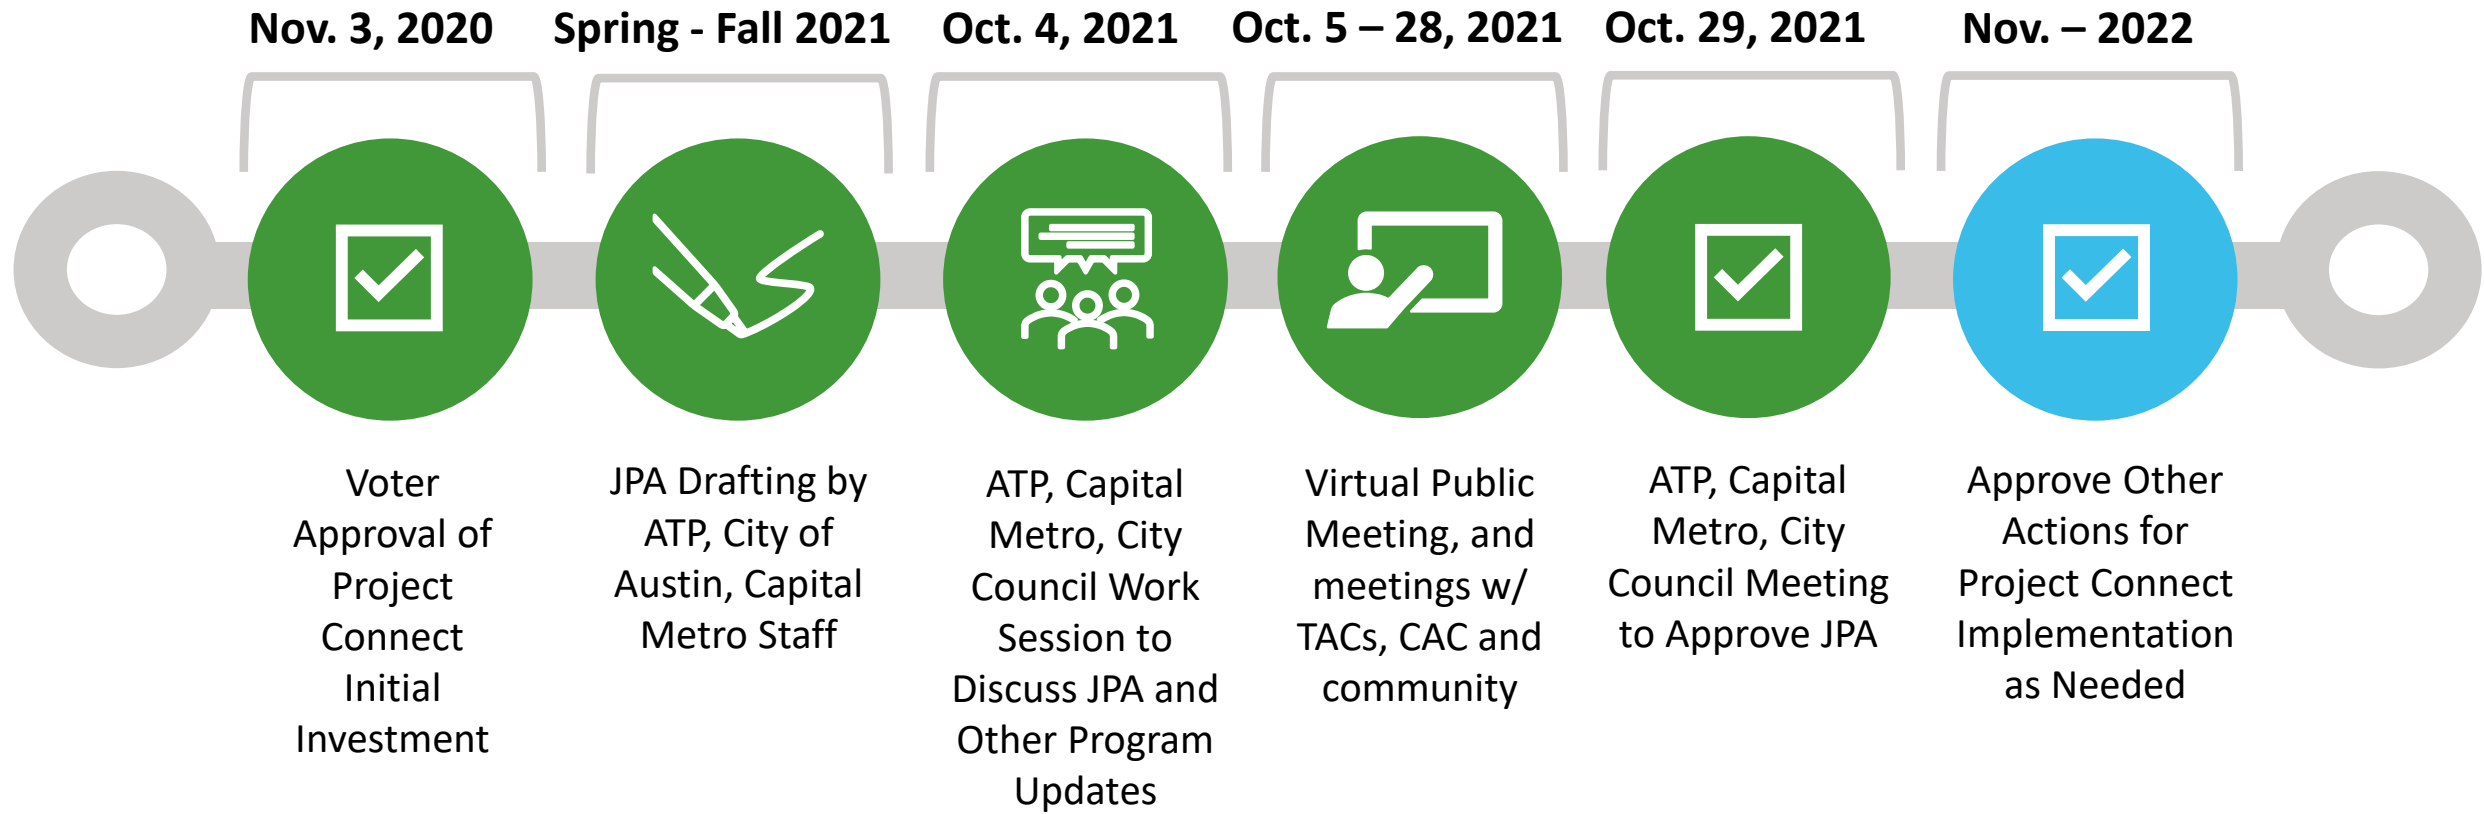 Nov. 3, 2020
Spring - Fall 2021
Oct. 4, 2021
Oct. 5 – 28, 2021
Oct. 29, 2021
Nov. – 2022
Voter
Approval of
Project
Connect
Initial
Investment
JPA Drafting by
ATP, City of
Austin, Capital
Metro Staff
ATP, Capital
Metro, City
Council Work
Session to
Discuss JPA and
Other Program
Updates
Virtual Public
Meeting, and
meetings w/
TACs, CAC and
community
ATP, Capital
Metro, City
Council Meeting
to Approve JPA
Approve Other
Actions for
Project Connect
Implementation
as Needed